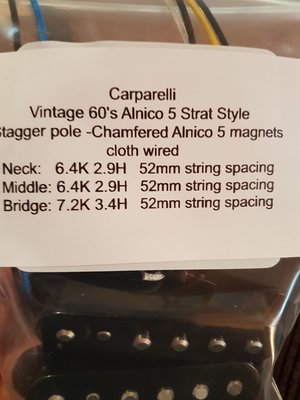 Carparelli
Vintage 60's Alnico 5 Strat Style
Stagger pole -Chamfered Alnico 5 magnets
cloth wired
Neck: 6.4K 2.9H 52mm string spacing
Middle: 6.4K 2.9H 52mm string spacing
Bridge: 7.2K 3.4H 52mm string spacing